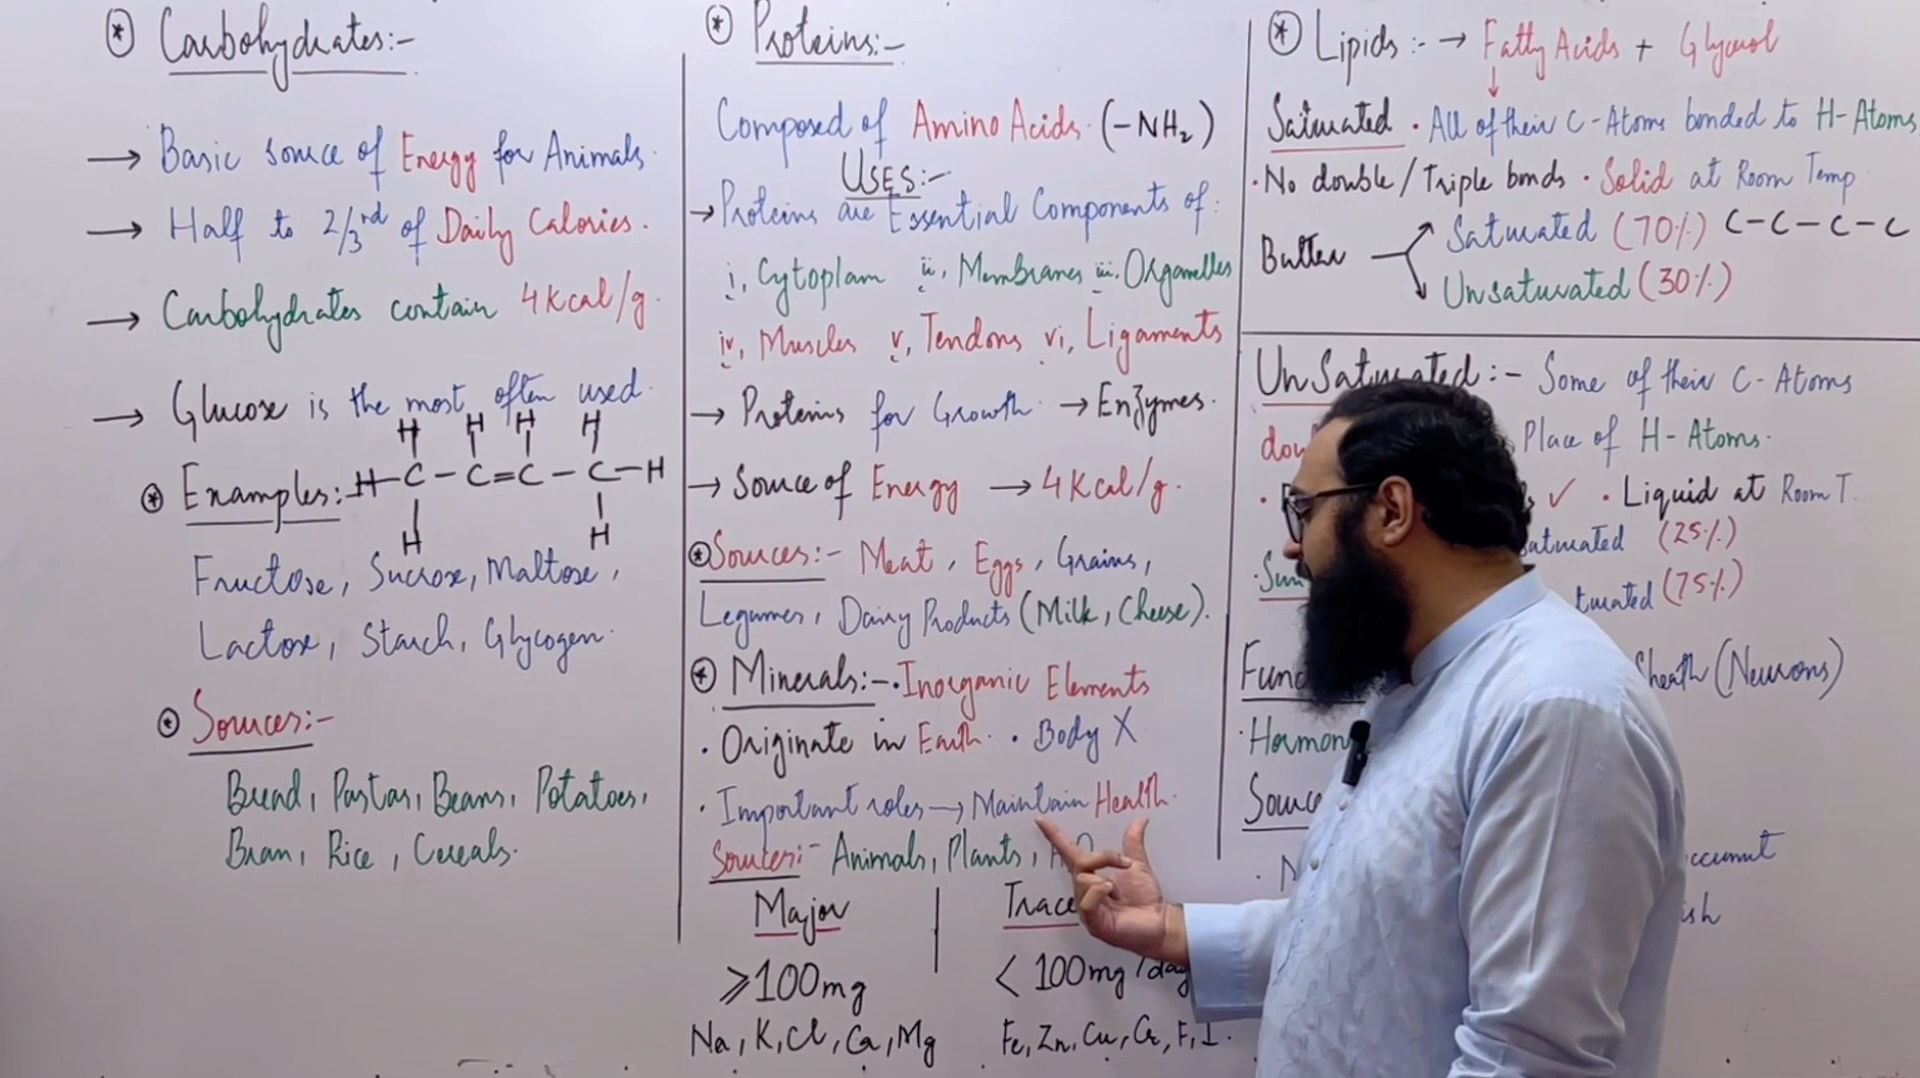 * Carbohydrates:-
→ Basic source of Energy for Animals.
→ Half to 2/3rd of Daily Calories.
→ Carbohydrates contain 4Kcal/g.
→ Glucose is the most often used.
H H H H
* Examples: H-C-C=C-C-H
H H
Fructose, Sucrose, Maltose,
Lactose, Starch, Glycogen.
* Sources:-
Bread, Pastas, Beans, Potatoes,
Bran, Rice, Cereals.
* Proteins:-
Composed of Amino Acids. (-NH2)
USES:-
→ Proteins are Essential Components of:
i, Cytoplam ii, Membranes iii, Organelles
iv, Muscles v, Tendons vi, Ligaments
→ Proteins for Growth. → Enzymes.
→ Source of Energy → 4Kcal/g.
* Sources:- Meat, Eggs, Grains,
Legumes, Dairy Products (Milk, Cheese).
* Minerals:- • Inorganic Elements
• Originate in Earth. • Body X
• Important roles → Maintain Health.
Sources:- Animals, Plants,
Major Trace
≥100mg < 100mg/day
Na, K, Cl, Ca, Mg Fe, Zn, Cu, Cr, F, I.
* Lipids:- → Fatty Acids + Glycerol
↓
Saturated • All of their C-Atoms bonded to H-Atoms
• No double/Triple bonds • Solid at Room Temp
Butter Saturated (70%) C-C-C-C
Unsaturated (30%)
UnSaturated:- Some of their C-Atoms
Place of H-Atoms.
✓ • Liquid at Room T.
(25%)
(75%)
(Neurons)